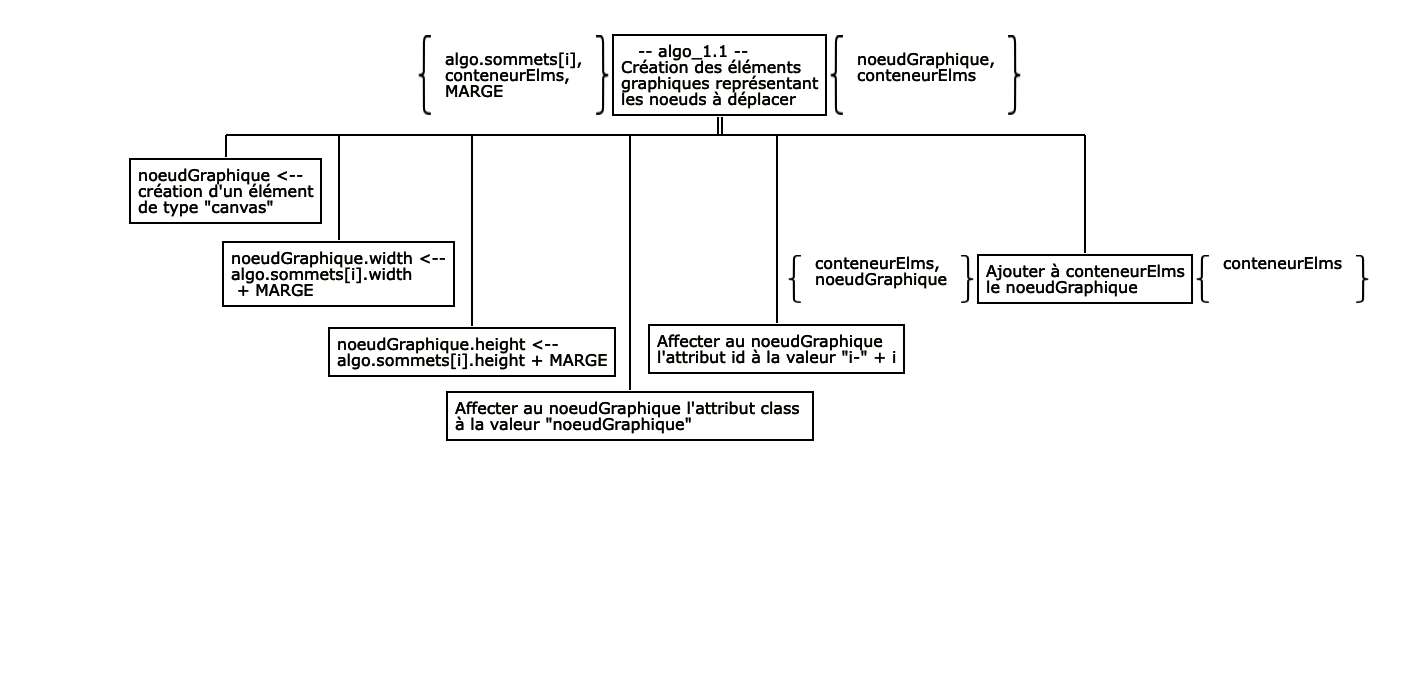 algo.sommets[i],
conteneurElms,
MARGE
-- algo_1.1 --
Création des éléments
graphiques représentant
les noeuds à déplacer
noeudGraphique,
conteneurElms
noeudGraphique <--
création d'un élément
de type "canvas"
noeudGraphique.width <--
algo.sommets[i].width
+ MARGE
noeudGraphique.height <--
algo.sommets[i].height + MARGE
Affecter au noeudGraphique l'attribut class
à la valeur "noeudGraphique"
Affecter au noeudGraphique
l'attribut id à la valeur "i-" + i
conteneurElms,
noeudGraphique
Ajouter à conteneurElms
le noeudGraphique
conteneurElms